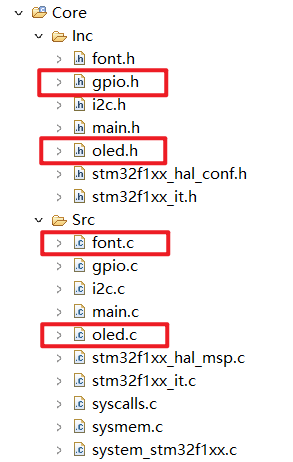 Core
Inc
font.h
gpio.h
i2c.h
main.h
oled.h
stm32f1xx_hal_conf.h
stm32f1xx_it.h
Src
font.c
gpio.c
i2c.c
main.c
oled.c
stm32f1xx_hal_msp.c
stm32f1xx_it.c
syscalls.c
sysmem.c
system_stm32f1xx.c